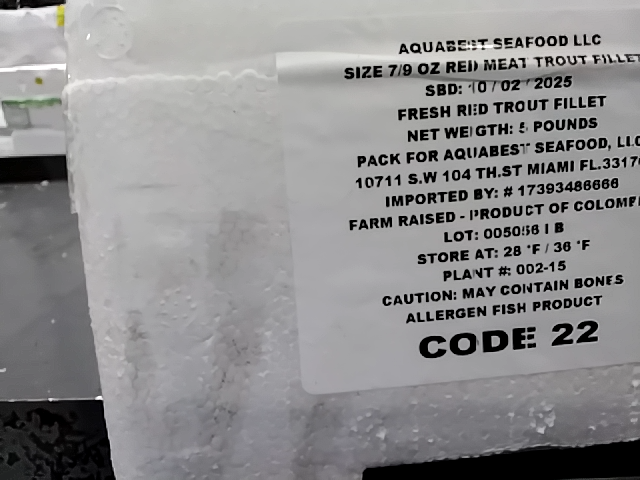 AQUABEST SEAFOOD LLC
SIZE 7/9 OZ RED MEAT TROUT FILLET
SBD: 10 / 02 / 2025
FRESH RED TROUT FILLET
NET WEIGTH: 5 POUNDS
PACK FOR AQUABEST SEAFOOD, LLC
10711 S.W 104 TH.ST MIAMI FL.33176
IMPORTED BY: # 17393486666
FARM RAISED - PRODUCT OF COLOMB
LOT: 005056 I B
STORE AT: 28 °F / 36 °F
PLANT #: 002-15
CAUTION: MAY CONTAIN BONES
ALLERGEN FISH PRODUCT
CODE 22